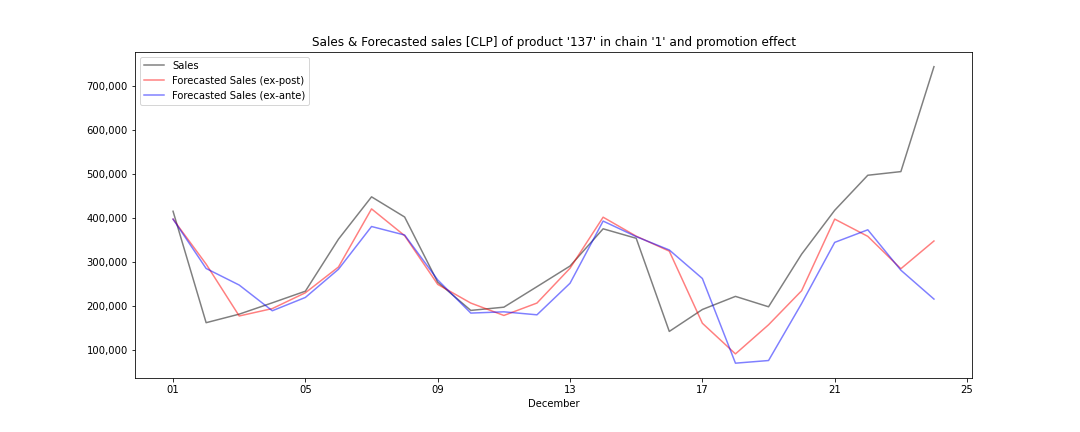 Sales & Forecasted sales [CLP] of product '137' in chain '1' and promotion effect
Sales
Forecasted Sales (ex-post)
Forecasted Sales (ex-ante)
700,000
600,000
500,000
400,000
300,000
200,000
100,000
01 05 09 13 17 21 25
December